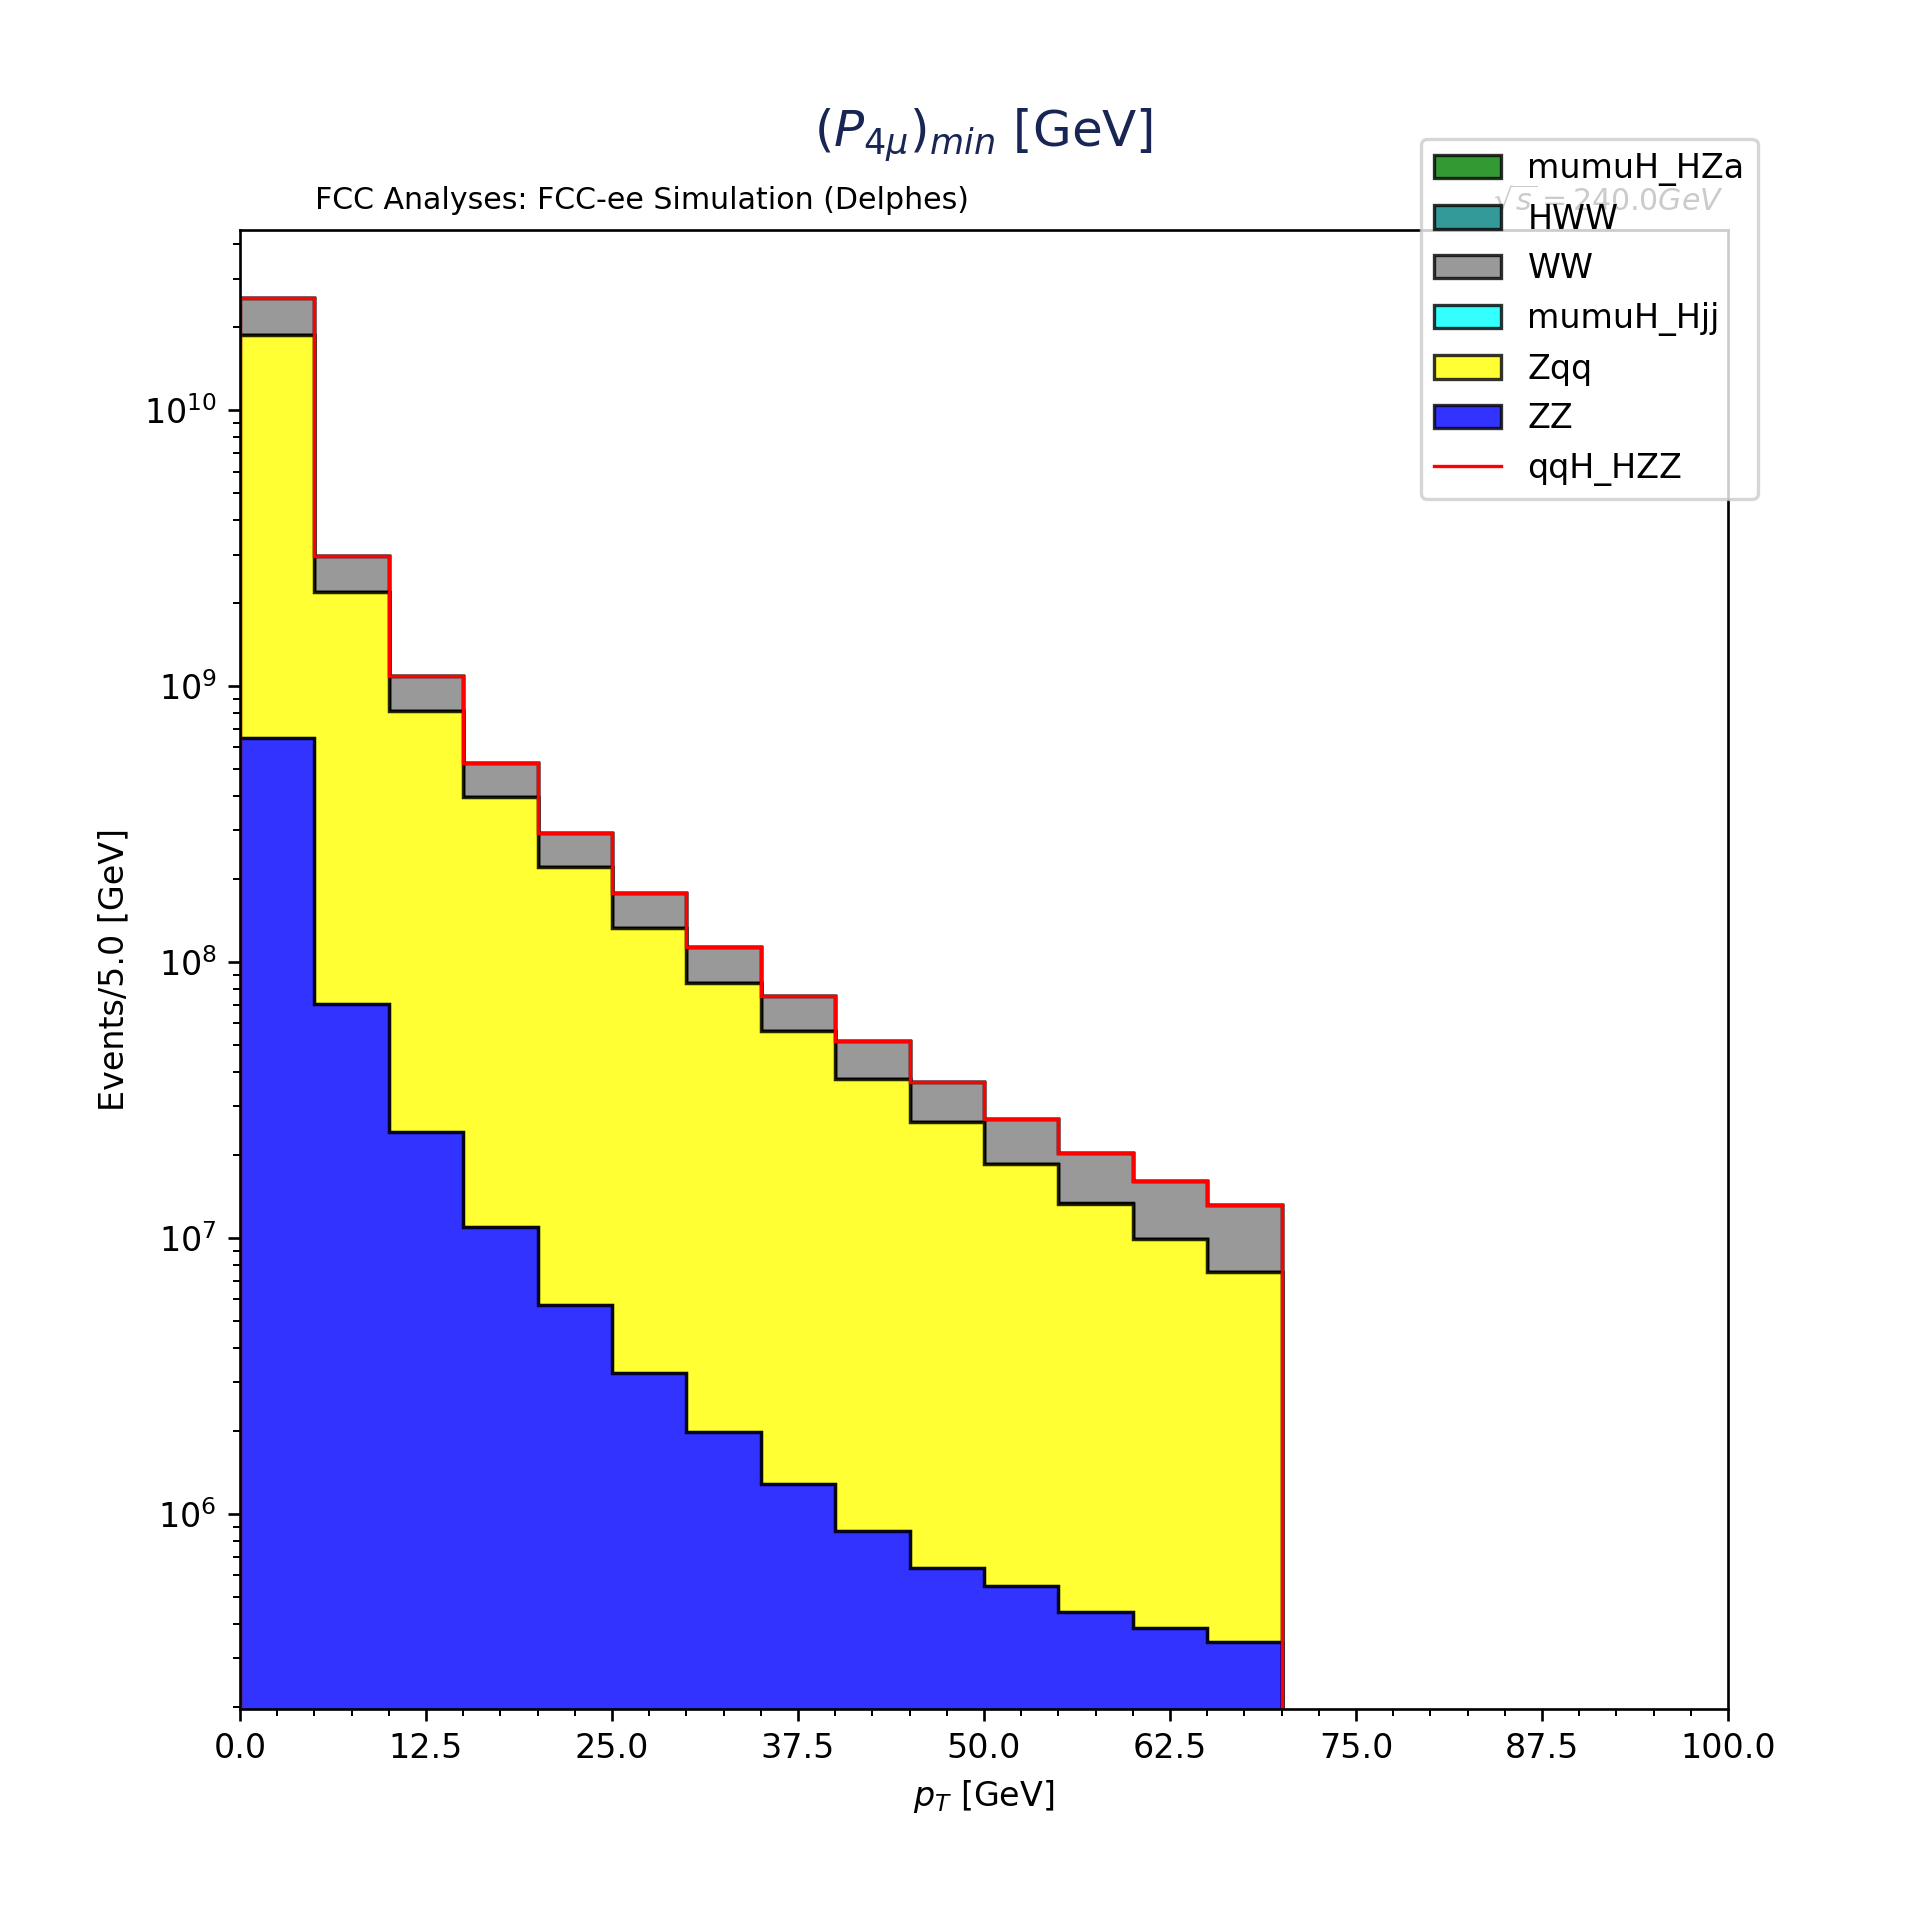 (P4μ)min [GeV]
FCC Analyses: FCC-ee Simulation (Delphes)
√s = 240.0GeV
mumuH_HZa
HWW
WW
mumuH_Hjj
Zqq
ZZ
qqH_HZZ
Events/5.0 [GeV]
10^10
10^9
10^8
10^7
10^6
0.0 12.5 25.0 37.5 50.0 62.5 75.0 87.5 100.0
pT [GeV]